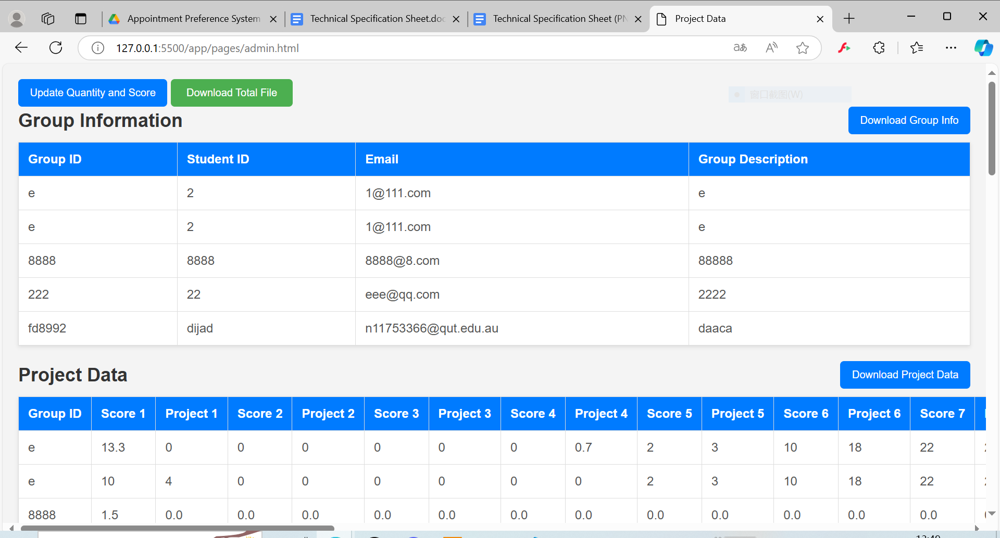 Appointment Preference System
Technical Specification Sheet.doc
Technical Specification Sheet (PN
Project Data
127.0.0.1:5500/app/pages/admin.html
Update Quantity and Score
Download Total File
窗口截图(W)
Group Information
Download Group Info
Group ID Student ID Email Group Description
e 2 1@111.com e
e 2 1@111.com e
8888 8888 8888@8.com 88888
222 22 eee@qq.com 2222
fd8992 dijad n11753366@qut.edu.au daaca
Project Data
Download Project Data
Group ID Score 1 Project 1 Score 2 Project 2 Score 3 Project 3 Score 4 Project 4 Score 5 Project 5 Score 6 Project 6 Score 7
e 13.3 0 0 0 0 0 0 0.7 2 3 10 18 22
e 10 4 0 0 0 0 0 0 2 3 10 18 22
8888 1.5 0.0 0.0 0.0 0.0 0.0 0.0 0.0 0.0 0.0 0.0 0.0 0.0